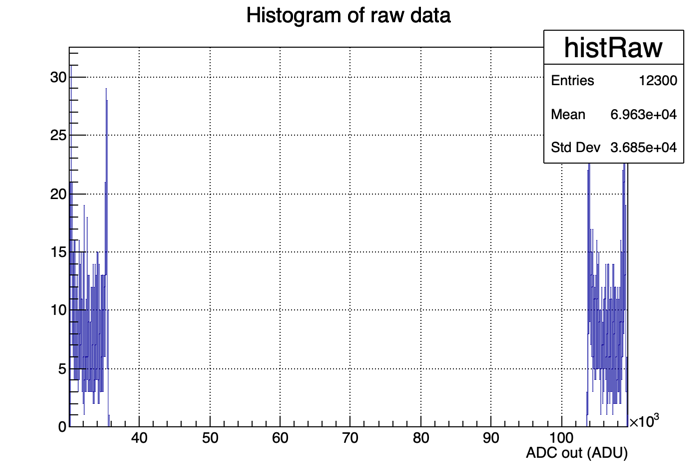 Histogram of raw data
histRaw
Entries 12300
Mean 6.963e+04
Std Dev 3.685e+04
30
25
20
15
10
5
0
40 50 60 70 80 90 100
×10³
ADC out (ADU)